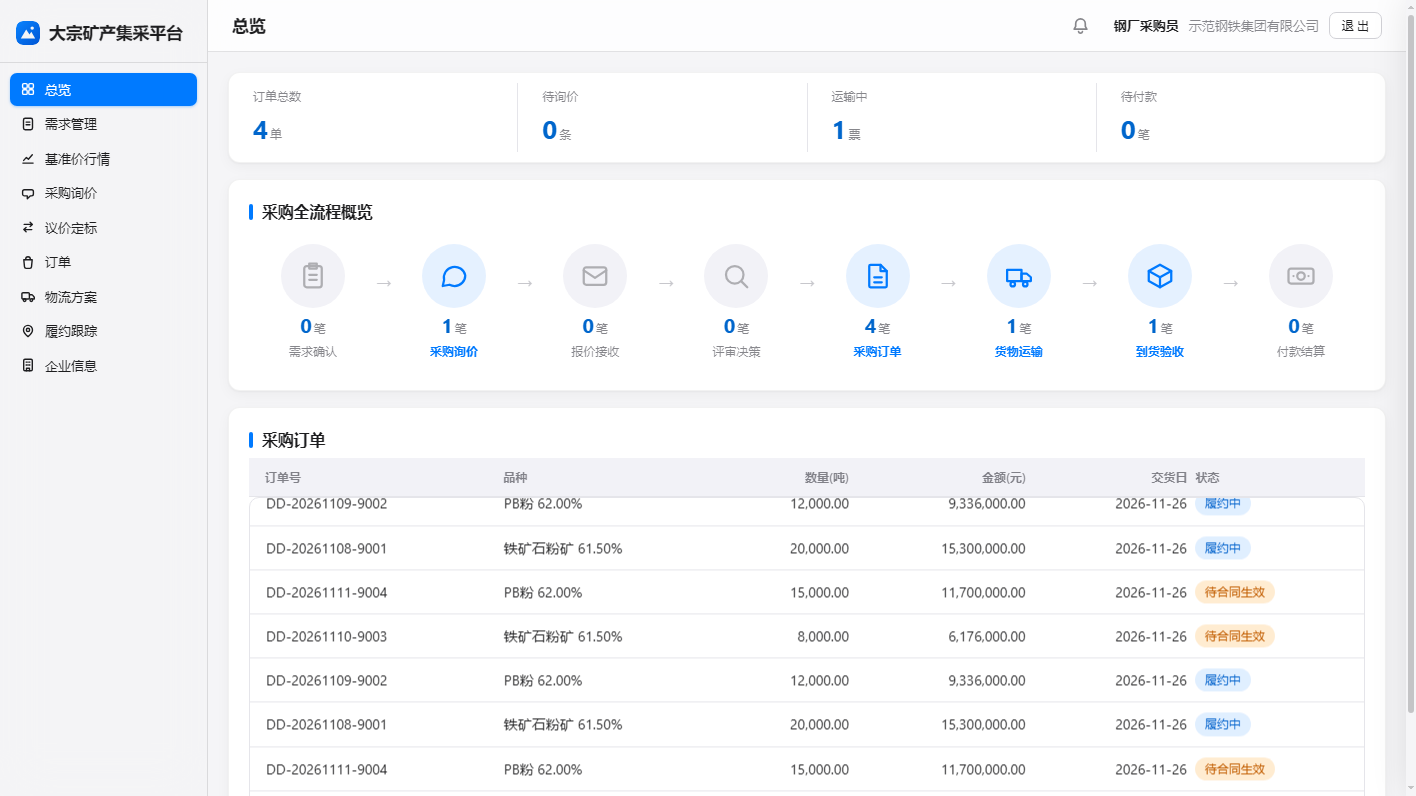 大宗矿产集采平台
总览
需求管理
基准价行情
采购询价
议价定标
订单
物流方案
履约跟踪
企业信息
总览
钢厂采购员 示范钢铁集团有限公司 退出
订单总数 待询价 运输中 待付款
4单 0条 1票 0笔
采购全流程概览
→ → → → → → →
0笔 1笔 0笔 0笔 4笔 1笔 1笔 0笔
需求确认 采购询价 报价接收 评审决策 采购订单 货物运输 到货验收 付款结算
采购订单
订单号 品种 数量(吨) 金额(元) 交货日 状态
DD-20261109-9002 PB粉 62.00% 12,000.00 9,336,000.00 2026-11-26 履约中
DD-20261108-9001 铁矿石粉矿 61.50% 20,000.00 15,300,000.00 2026-11-26 履约中
DD-20261111-9004 PB粉 62.00% 15,000.00 11,700,000.00 2026-11-26 待合同生效
DD-20261110-9003 铁矿石粉矿 61.50% 8,000.00 6,176,000.00 2026-11-26 待合同生效
DD-20261109-9002 PB粉 62.00% 12,000.00 9,336,000.00 2026-11-26 履约中
DD-20261108-9001 铁矿石粉矿 61.50% 20,000.00 15,300,000.00 2026-11-26 履约中
DD-20261111-9004 PB粉 62.00% 15,000.00 11,700,000.00 2026-11-26 待合同生效